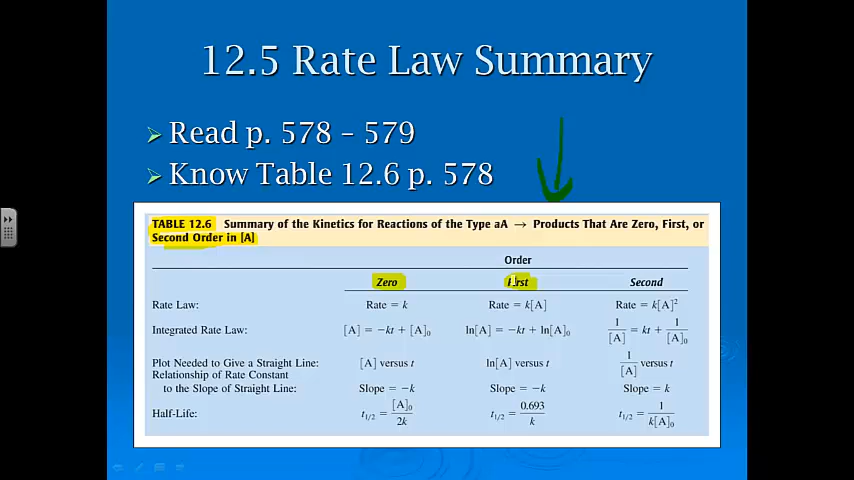 12.5 Rate Law Summary
Read p. 578 – 579
Know Table 12.6 p. 578
TABLE 12.6 Summary of the Kinetics for Reactions of the Type aA → Products That Are Zero, First, or
Second Order in [A]
Order
Zero First Second
Rate Law: Rate = k Rate = k[A] Rate = k[A]²
Integrated Rate Law: [A] = −kt + [A]₀ ln[A] = −kt + ln[A]₀ 1/[A] = kt + 1/[A]₀
Plot Needed to Give a Straight Line: [A] versus t ln[A] versus t 1/[A] versus t
Relationship of Rate Constant
to the Slope of Straight Line: Slope = −k Slope = −k Slope = k
Half-Life: t₁/₂ = [A]₀/2k t₁/₂ = 0.693/k t₁/₂ = 1/k[A]₀